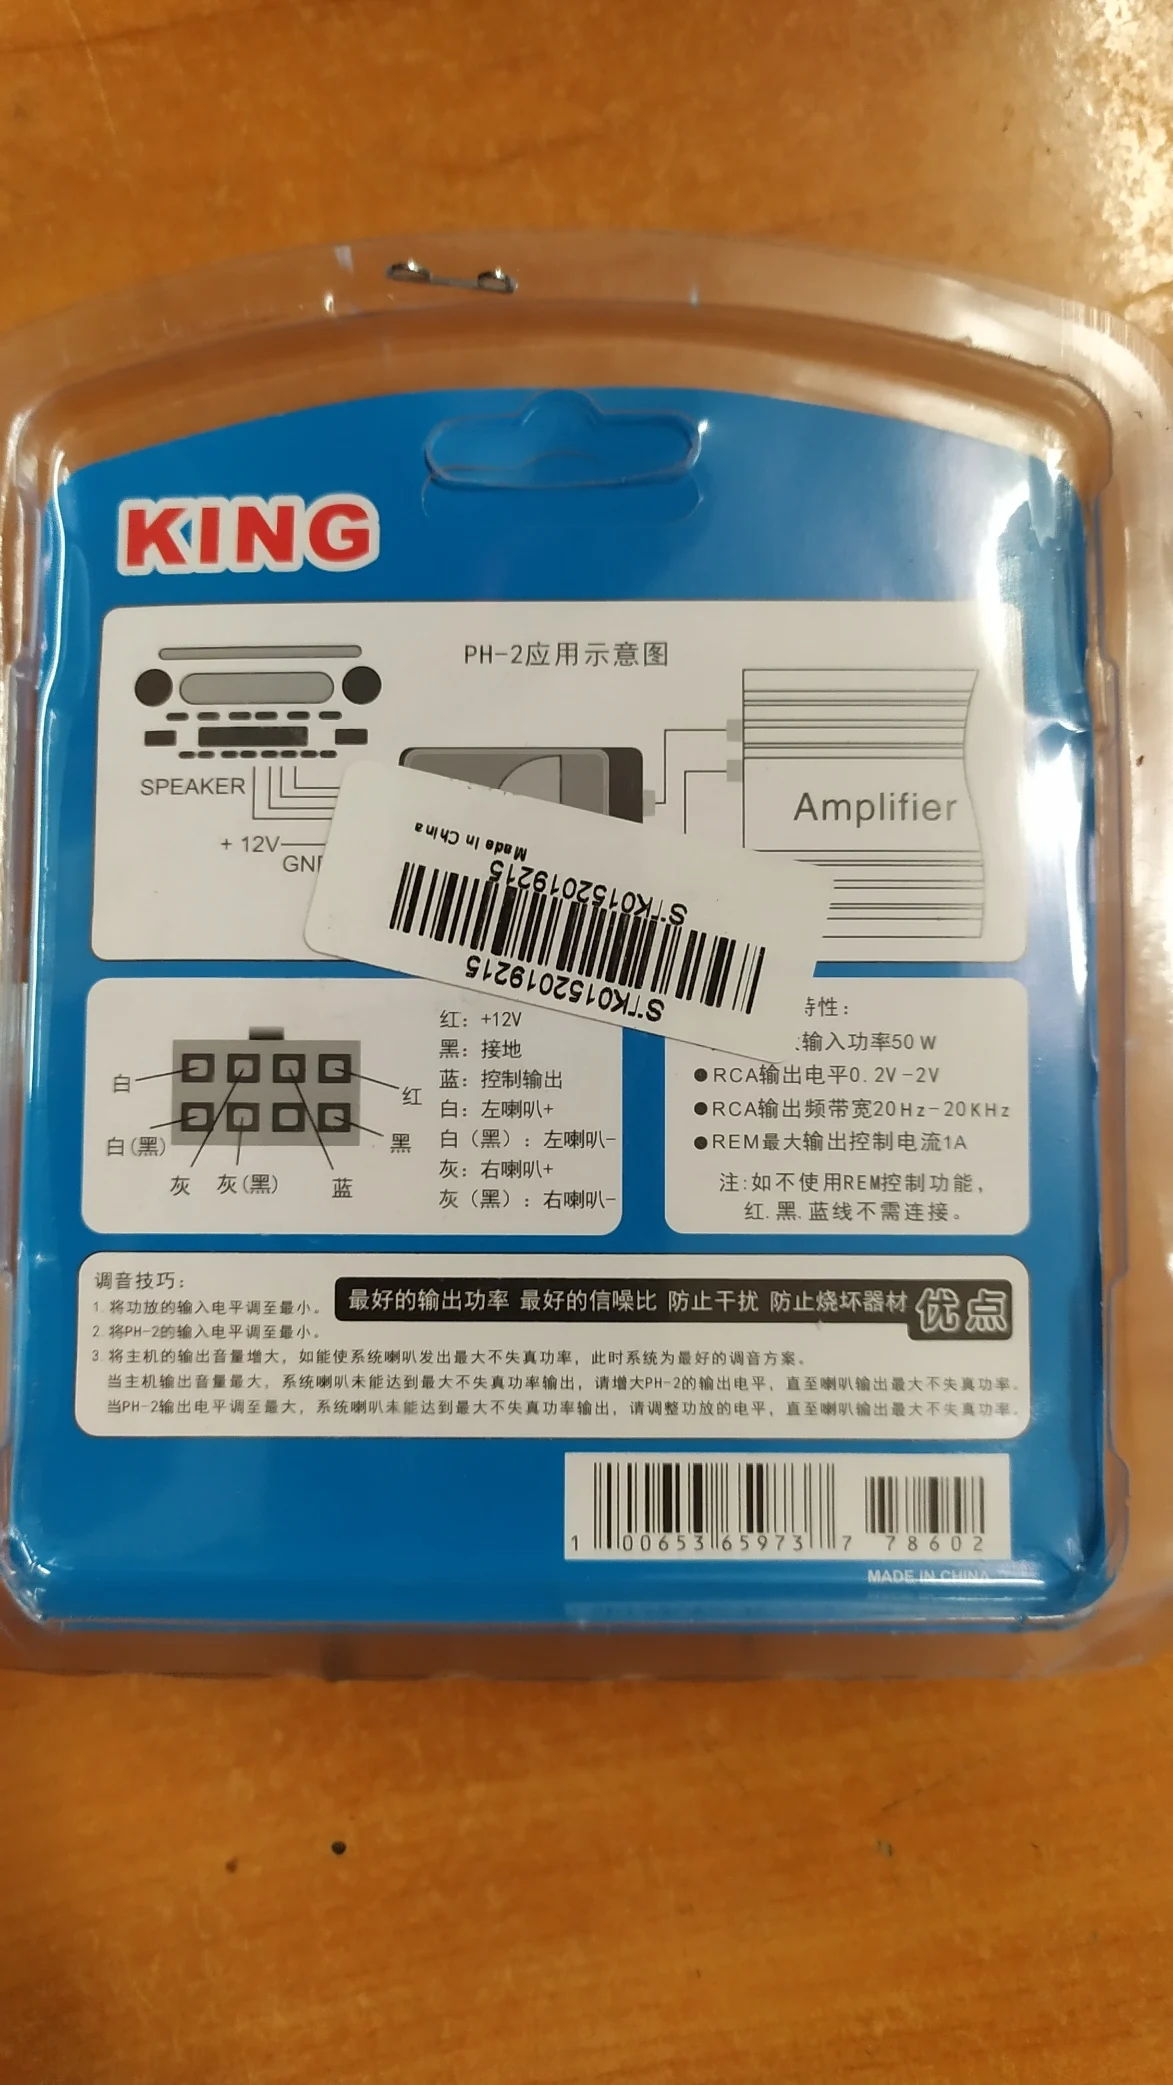 KING
PH-2应用示意图
SPEAKER
+ 12V
Amplifier
Made In China
STK0152019215
STK0152019215
红: +12V
黑: 接地
蓝: 控制输出
白: 左喇叭+
白(黑): 左喇叭-
灰: 右喇叭+
灰(黑): 右喇叭-
白
白(黑)
灰
灰(黑)
蓝
红
黑
特性:
输入功率50W
●RCA输出电平0.2V-2V
●RCA输出频带宽20Hz-20KHz
●REM最大输出控制电流1A
注:如不使用REM控制功能,
红.黑.蓝线不需连接。
调音技巧:
最好的输出功率 最好的信噪比 防止干扰 防止烧坏器材 优点
1. 将功放的输入电平调至最小。
2. 将PH-2的输入电平调至最小。
3. 将主机的输出音量增大, 如能使系统喇叭发出最大不失真功率, 此时系统为最好的调音方案。
当主机输出音量最大, 系统喇叭未能达到最大不失真功率输出, 请增大PH-2的输出电平, 直至喇叭输出最大不失真功率.
当PH-2输出电平调至最大, 系统喇叭未能达到最大不失真功率输出, 请调整功放的电平, 直至喇叭输出最大不失真功率.
1 00653 65973 7 78602
MADE IN CHINA